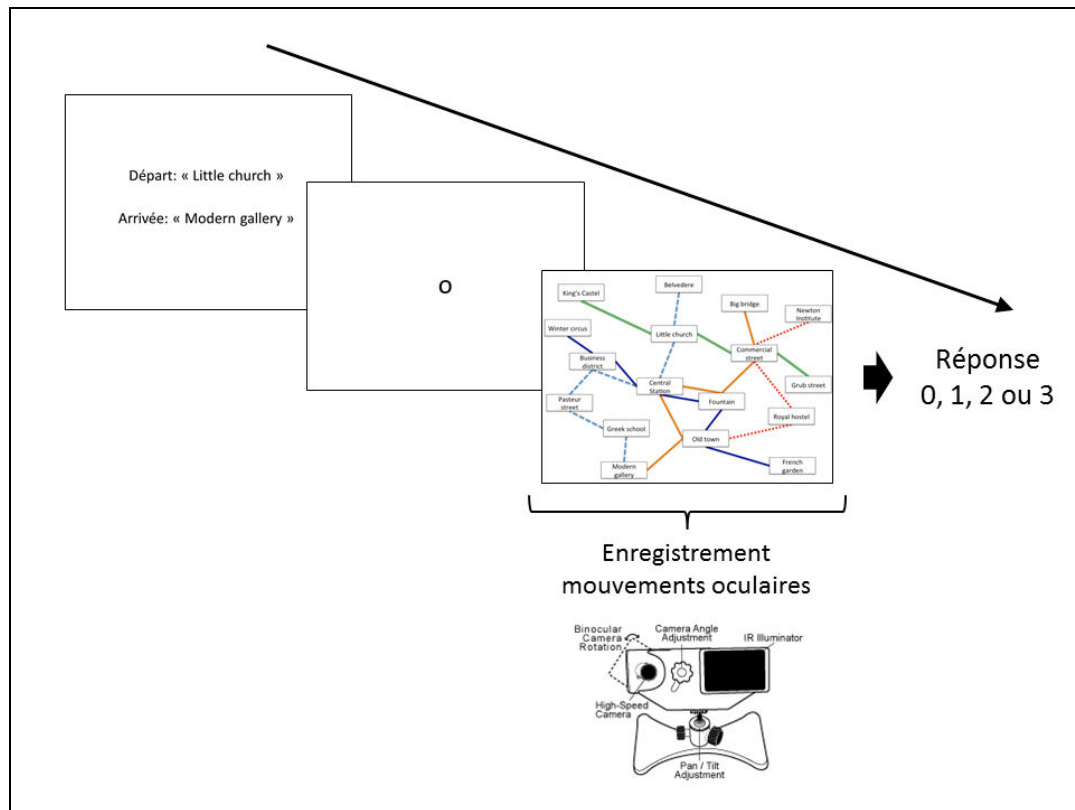 Départ: « Little church »
Arrivée: « Modern gallery »
o
King's Castel
Belvedere
Big bridge
Newton
Institute
Winter circus
Little church
Commercial
street
Business
district
Central
Station
Grub street
Pasteur
street
Fountain
Royal hostel
Greek school
Old town
Modern
gallery
French
garden
Réponse
0, 1, 2 ou 3
Enregistrement
mouvements oculaires
Binocular
Camera
Rotation
Camera Angle
Adjustment
IR Illuminator
High-Speed
Camera
Pan / Tilt
Adjustment